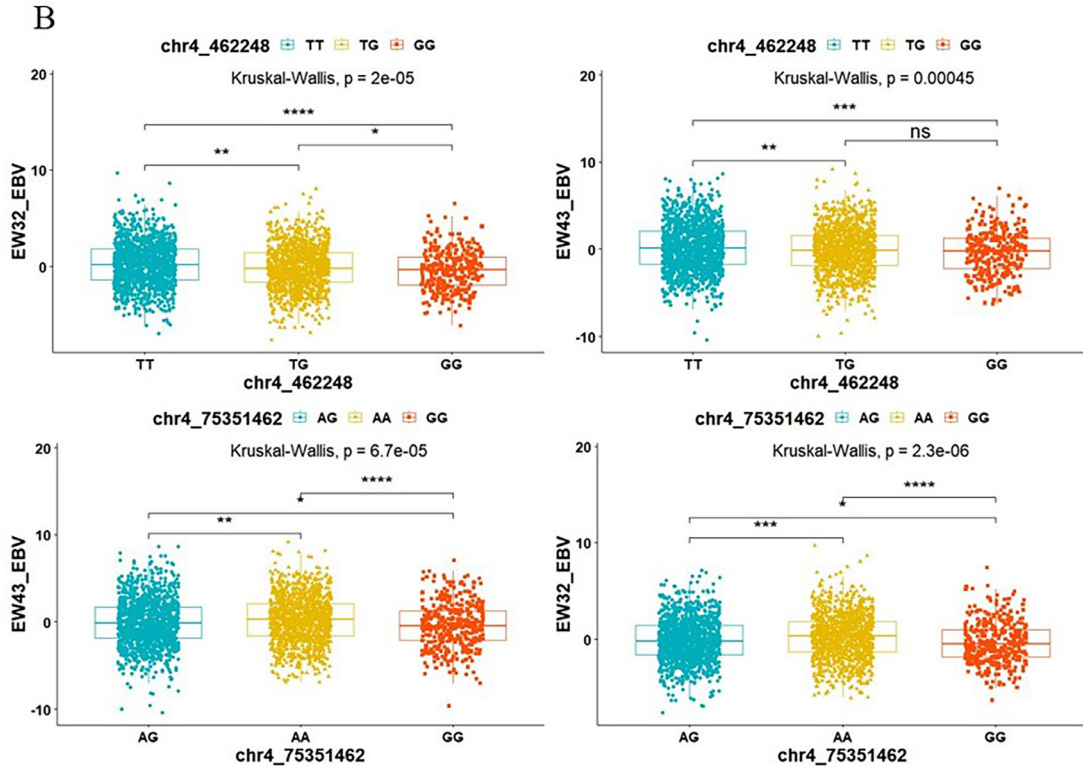 B
chr4_462248 TT TG GG
Kruskal-Wallis, p = 2e-05
****
*
**
20
10
0
EW32_EBV
TT TG GG
chr4_462248
chr4_462248 TT TG GG
Kruskal-Wallis, p = 0.00045
***
ns
**
20
10
0
-10
EW43_EBV
TT TG GG
chr4_462248
chr4_75351462 AG AA GG
Kruskal-Wallis, p = 6.7e-05
****
*
**
20
10
0
-10
EW43_EBV
AG AA GG
chr4_75351462
chr4_75351462 AG AA GG
Kruskal-Wallis, p = 2.3e-06
****
*
***
20
10
0
EW32_EBV
AG AA GG
chr4_75351462